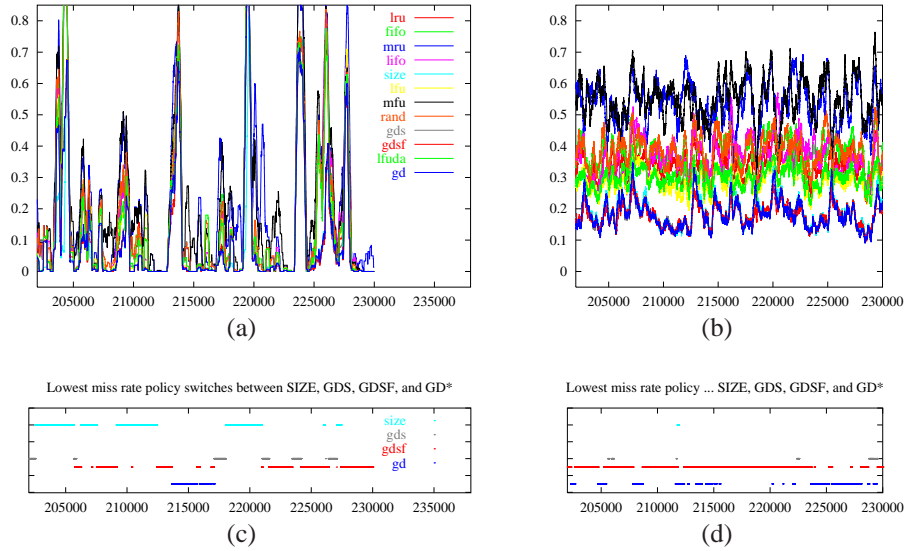 0.8
0.7
0.6
0.5
0.4
0.3
0.2
0.1
0
lru
fifo
mru
lifo
size
lfu
mfu
rand
gds
gdsf
lfuda
gd
205000 210000 215000 220000 225000 230000 235000
(a)
0.8
0.7
0.6
0.5
0.4
0.3
0.2
0.1
0
205000 210000 215000 220000 225000 230000
(b)
Lowest miss rate policy switches between SIZE, GDS, GDSF, and GD*
size
gds
gdsf
gd
205000 210000 215000 220000 225000 230000 235000
(c)
Lowest miss rate policy ... SIZE, GDS, GDSF, and GD*
205000 210000 215000 220000 225000 230000
(d)